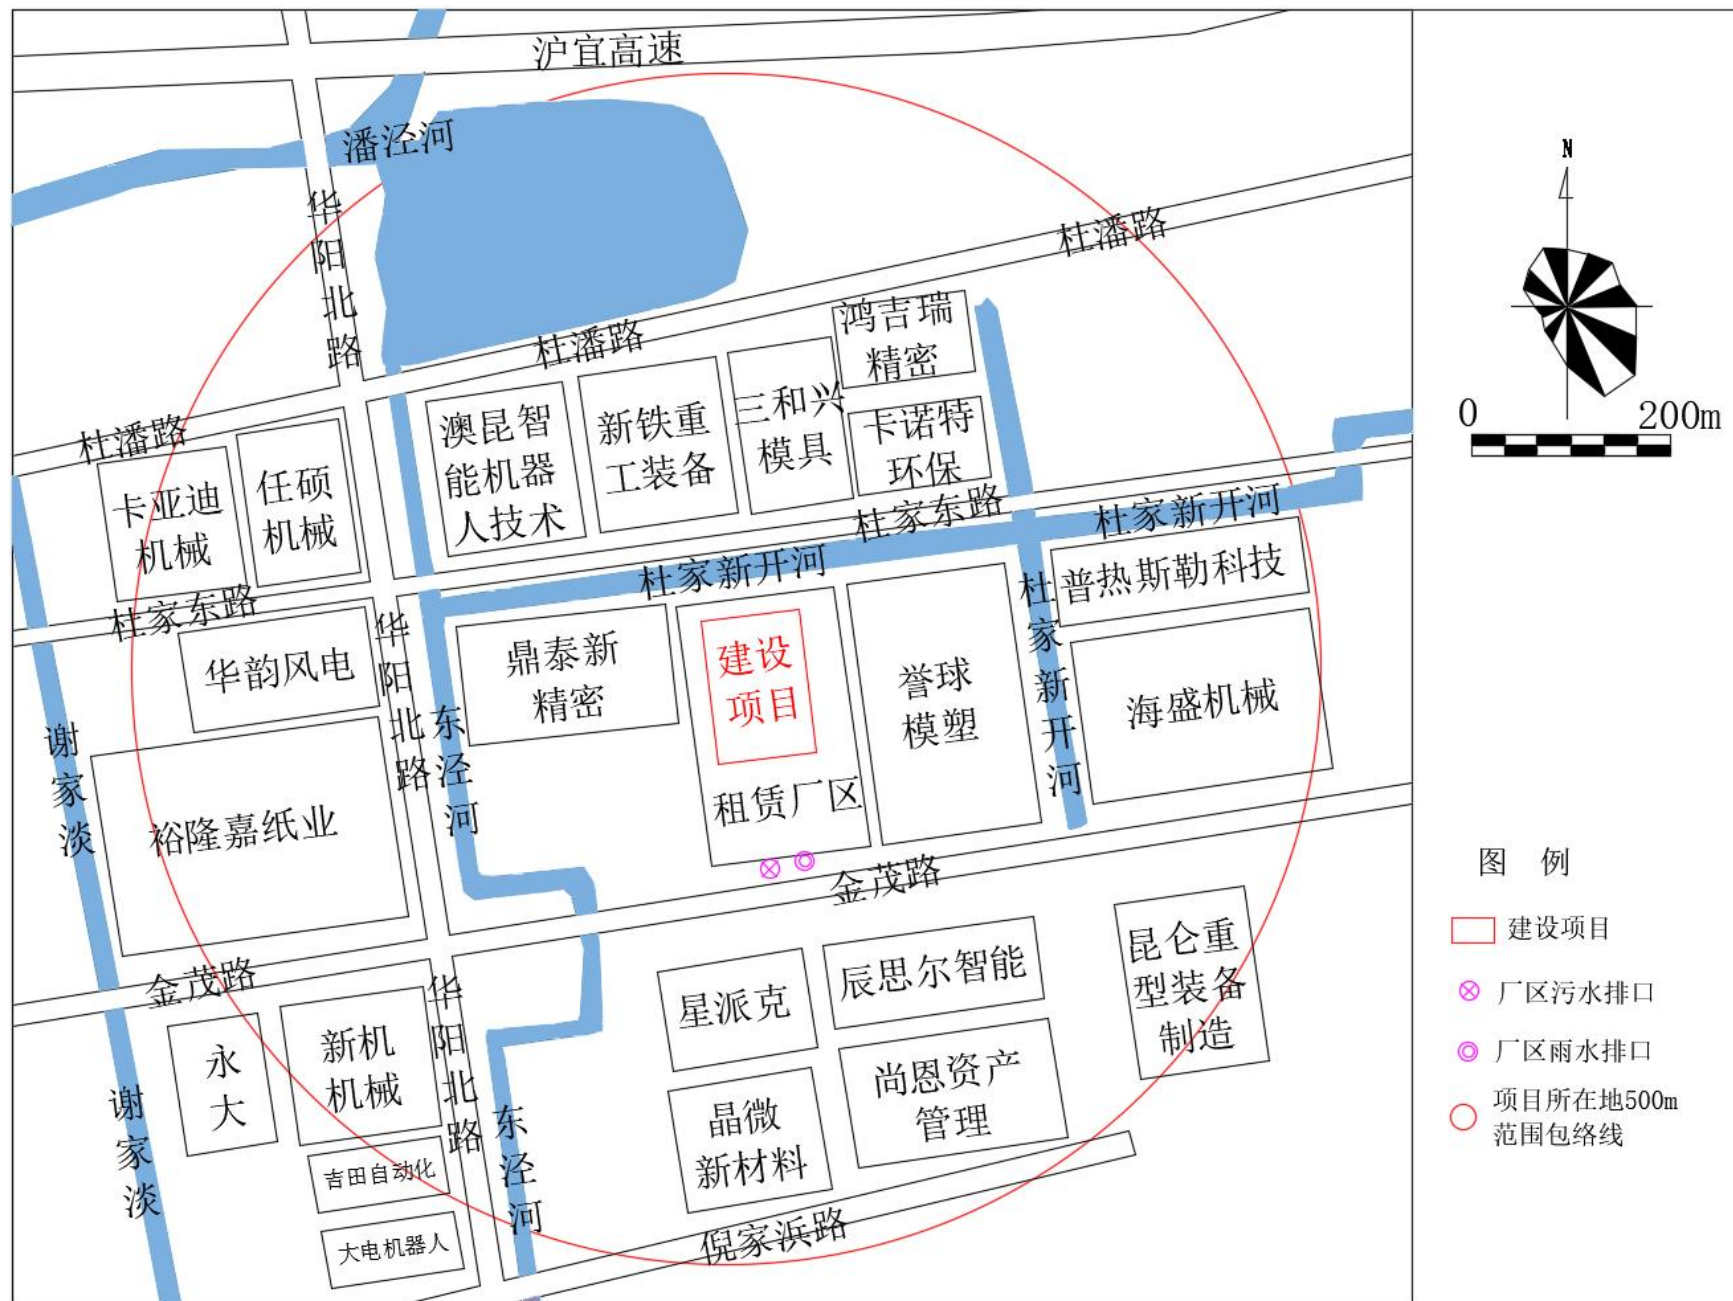 沪宜高速
潘泾河
华阳北路
杜潘路
杜潘路
杜潘路
鸿吉瑞
精密
三和兴
模具
新铁重
工装备
澳昆智
能机器
人技术
卡诺特
环保
任硕
机械
卡亚迪
机械
杜家东路
杜家东路
杜家新开河
杜家新开河
杜家新开河
普热斯勒科技
华韵风电
华阳北路
东泾河
鼎泰新
精密
建设
项目
租赁厂区
誉球
模塑
海盛机械
谢家淡
裕隆嘉纸业
金茂路
金茂路
永大
新机
机械
华阳北路
东泾河
谢家淡
吉田自动化
大电机器人
星派克
辰思尔智能
昆仑重
型装备
制造
晶微
新材料
尚恩资产
管理
倪家浜路
N
0 200m
图 例
建设项目
厂区污水排口
厂区雨水排口
项目所在地500m
范围包络线